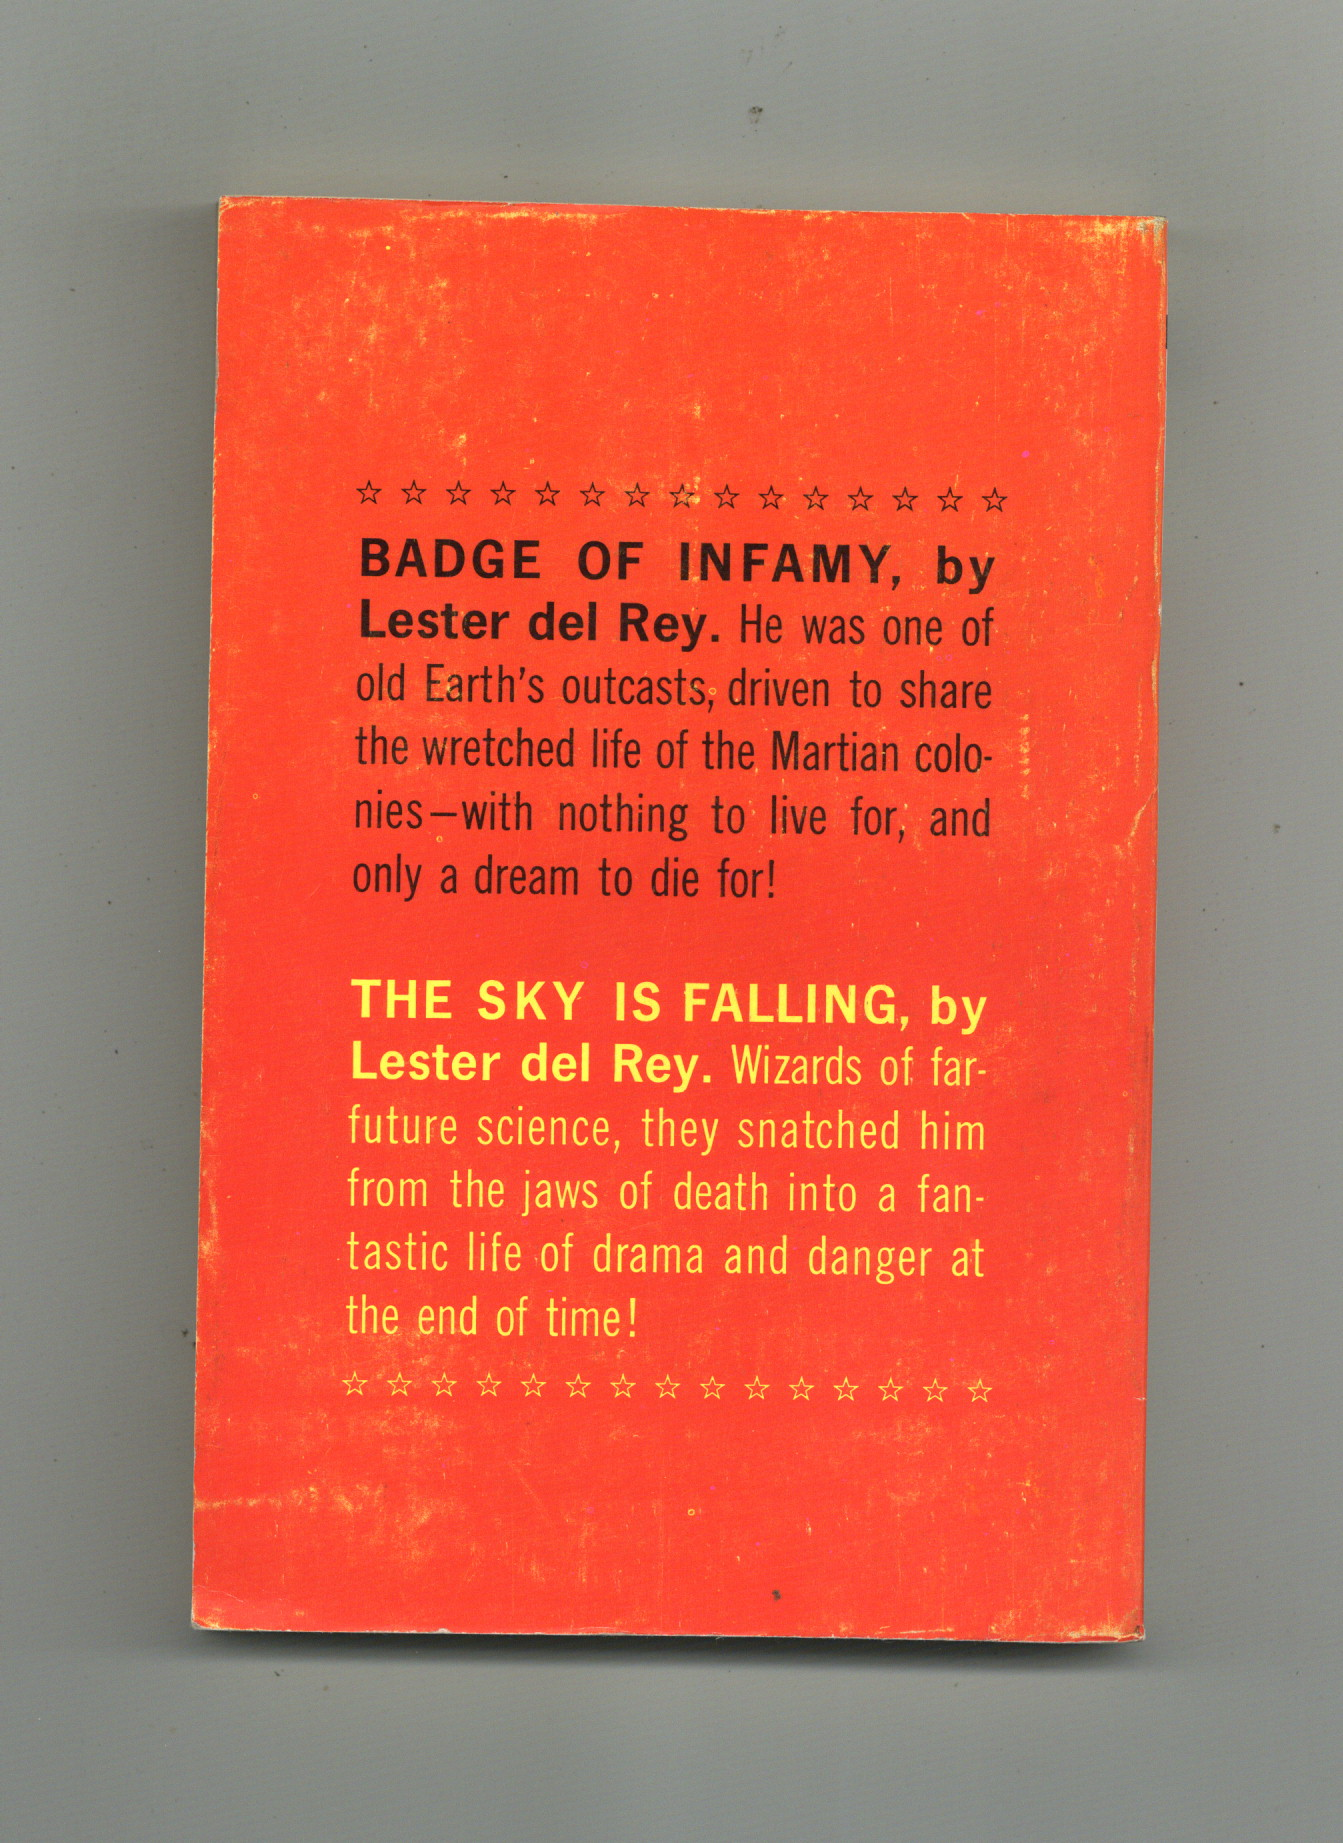 ☆ ☆ ☆ ☆ ☆ ☆ ☆ ☆ ☆ ☆ ☆ ☆ ☆ ☆ ☆
BADGE OF INFAMY, by
Lester del Rey. He was one of
old Earth's outcasts, driven to share
the wretched life of the Martian colo-
nies—with nothing to live for, and
only a dream to die for!
THE SKY IS FALLING, by
Lester del Rey. Wizards of far-
future science, they snatched him
from the jaws of death into a fan-
tastic life of drama and danger at
the end of time!
☆ ☆ ☆ ☆ ☆ ☆ ☆ ☆ ☆ ☆ ☆ ☆ ☆ ☆ ☆